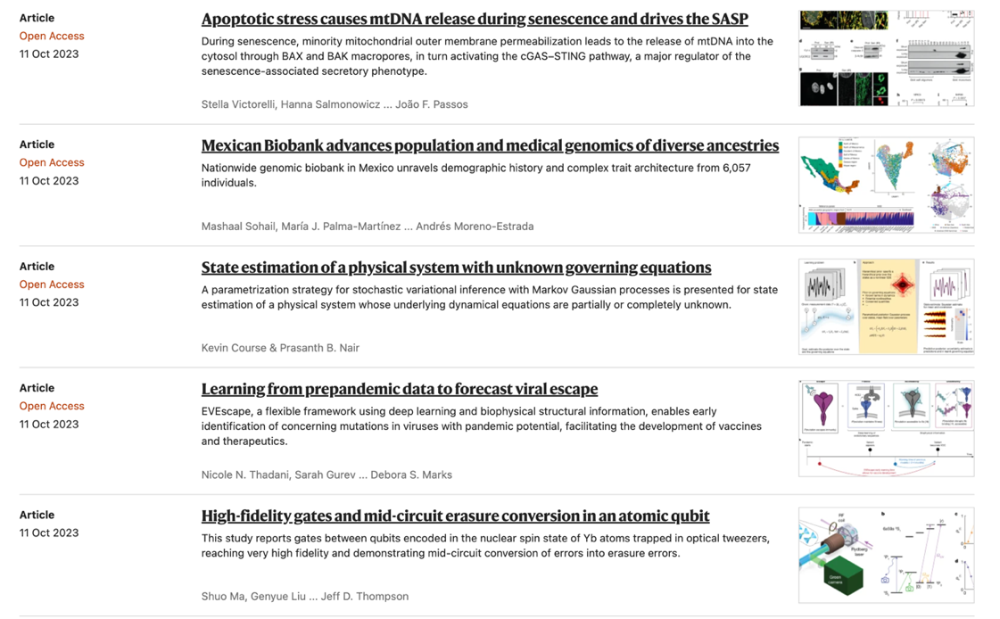 Article
Open Access
11 Oct 2023
Apoptotic stress causes mtDNA release during senescence and drives the SASP
During senescence, minority mitochondrial outer membrane permeabilization leads to the release of mtDNA into the
cytosol through BAX and BAK macropores, in turn activating the cGAS–STING pathway, a major regulator of the
senescence-associated secretory phenotype.
Stella Victorelli, Hanna Salmonowicz ... João F. Passos
Article
Open Access
11 Oct 2023
Mexican Biobank advances population and medical genomics of diverse ancestries
Nationwide genomic biobank in Mexico unravels demographic history and complex trait architecture from 6,057
individuals.
Mashaal Sohail, María J. Palma-Martínez ... Andrés Moreno-Estrada
Article
Open Access
11 Oct 2023
State estimation of a physical system with unknown governing equations
A parametrization strategy for stochastic variational inference with Markov Gaussian processes is presented for state
estimation of a physical system whose underlying dynamical equations are partially or completely unknown.
Kevin Course & Prasanth B. Nair
Article
Open Access
11 Oct 2023
Learning from prepandemic data to forecast viral escape
EVEscape, a flexible framework using deep learning and biophysical structural information, enables early
identification of concerning mutations in viruses with pandemic potential, facilitating the development of vaccines
and therapeutics.
Nicole N. Thadani, Sarah Gurev ... Debora S. Marks
Article
11 Oct 2023
High-fidelity gates and mid-circuit erasure conversion in an atomic qubit
This study reports gates between qubits encoded in the nuclear spin state of Yb atoms trapped in optical tweezers,
reaching very high fidelity and demonstrating mid-circuit conversion of errors into erasure errors.
Shuo Ma, Genyue Liu ... Jeff D. Thompson
RF
coil
Rydberg
laser
Green
camera